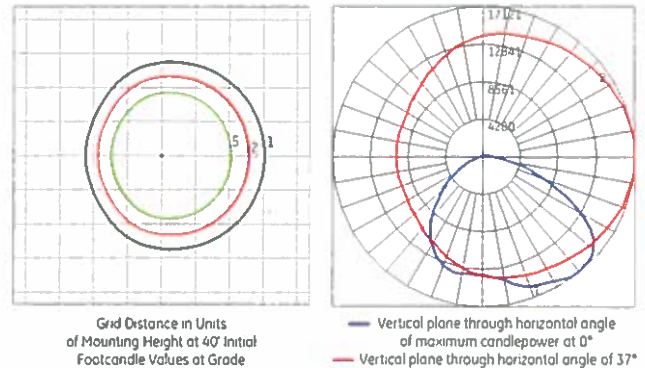 .5 .2 .1
17121
12841
8561
4280
Grid Distance in Units
of Mounting Height at 40' Initial
Footcandle Values at Grade
Vertical plane through horizontal angle
of maximum candlepower at 0°
Vertical plane through horizontal angle of 37°